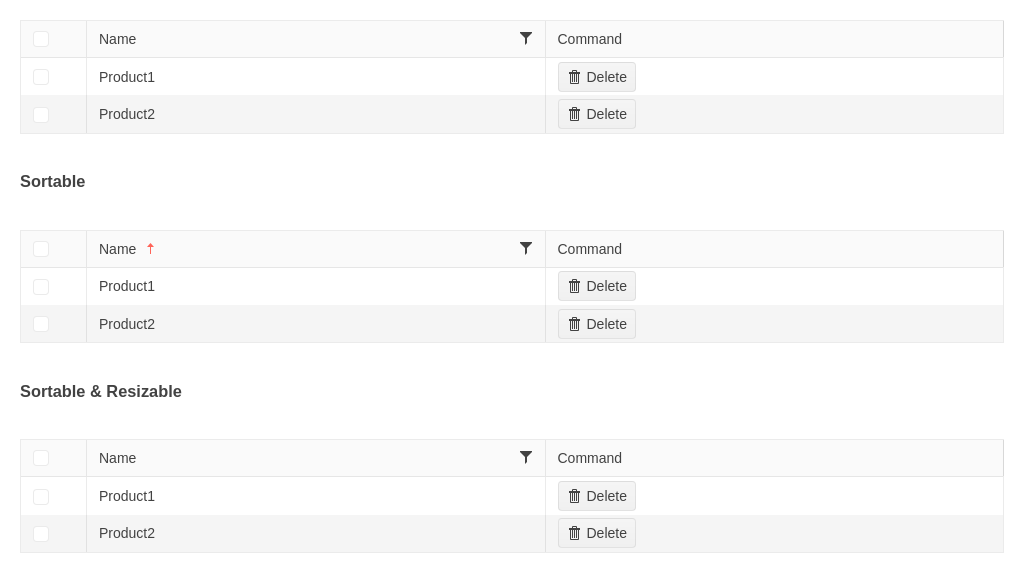 Name Command
Product1 Delete
Product2 Delete
Sortable
Name Command
Product1 Delete
Product2 Delete
Sortable & Resizable
Name Command
Product1 Delete
Product2 Delete